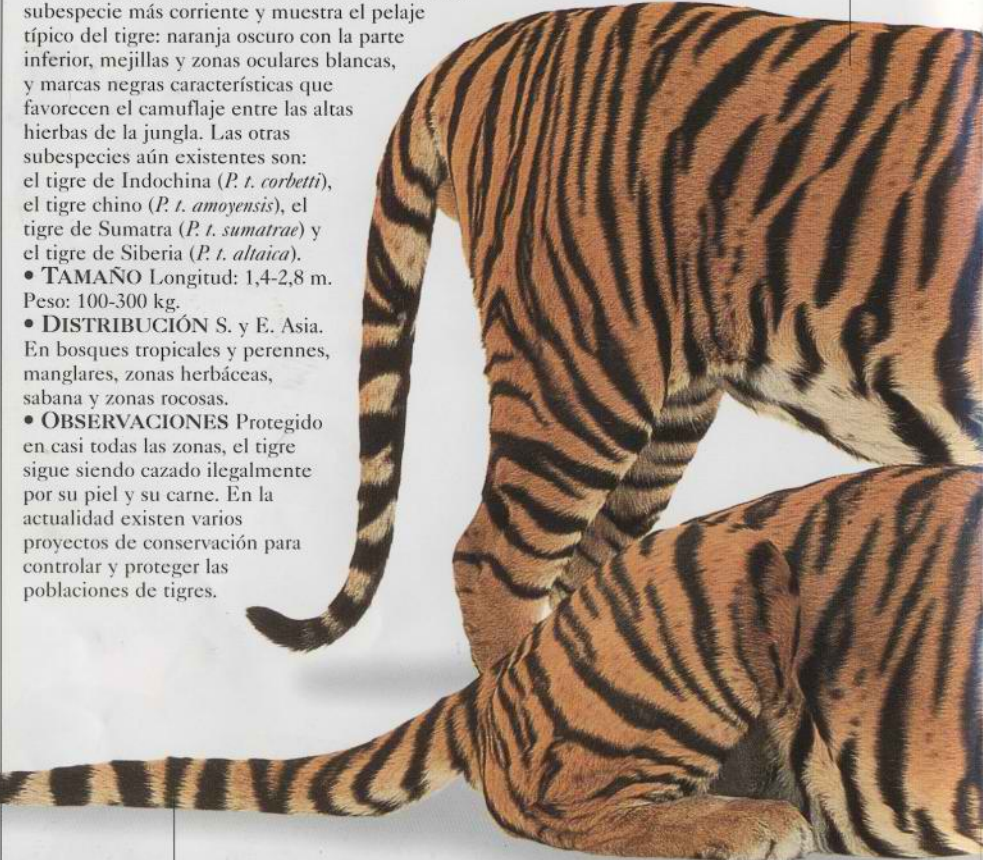 subespecie más corriente y muestra el pelaje
típico del tigre: naranja oscuro con la parte
inferior, mejillas y zonas oculares blancas,
y marcas negras características que
favorecen el camuflaje entre las altas
hierbas de la jungla. Las otras
subespecies aún existentes son:
el tigre de Indochina (P. t. corbetti),
el tigre chino (P. t. amoyensis), el
tigre de Sumatra (P. t. sumatrae) y
el tigre de Siberia (P. t. altaica).
• TAMAÑO Longitud: 1,4-2,8 m.
Peso: 100-300 kg.
• DISTRIBUCIÓN S. y E. Asia.
En bosques tropicales y perennes,
manglares, zonas herbáceas,
sabana y zonas rocosas.
• OBSERVACIONES Protegido
en casi todas las zonas, el tigre
sigue siendo cazado ilegalmente
por su piel y su carne. En la
actualidad existen varios
proyectos de conservación para
controlar y proteger las
poblaciones de tigres.